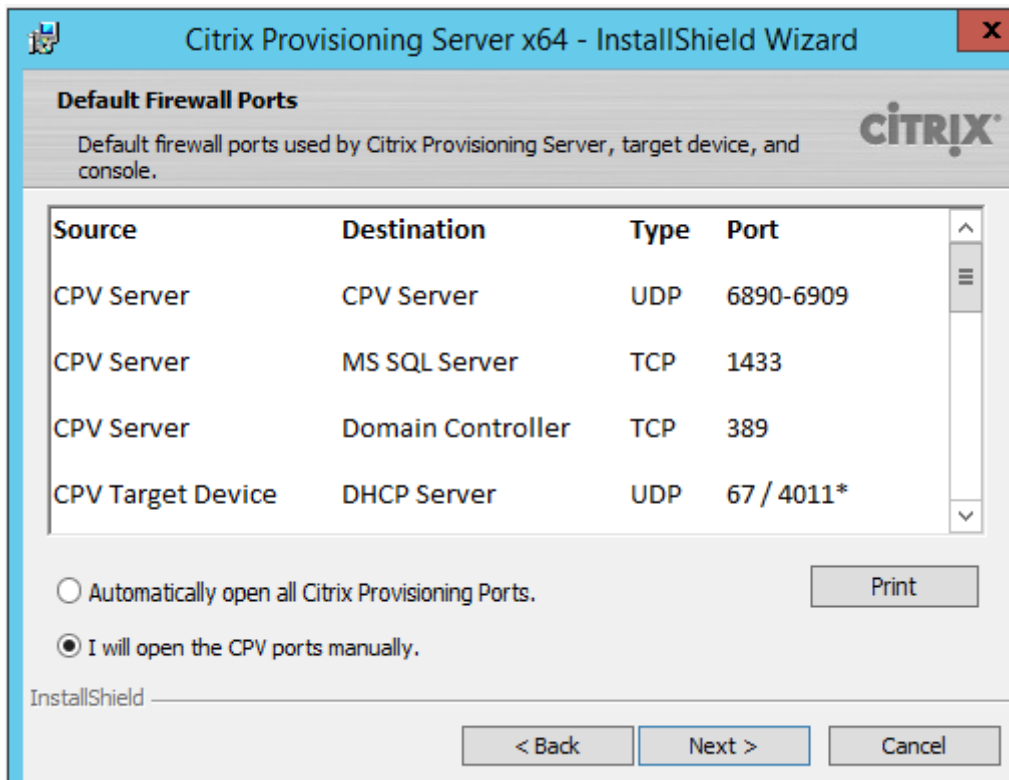 Citrix Provisioning Server x64 - InstallShield Wizard
x
Default Firewall Ports
Default firewall ports used by Citrix Provisioning Server, target device, and
console.
CİTRIX
Source Destination Type Port
CPV Server CPV Server UDP 6890-6909
CPV Server MS SQL Server TCP 1433
CPV Server Domain Controller TCP 389
CPV Target Device DHCP Server UDP 67 / 4011*
Automatically open all Citrix Provisioning Ports.
Print
I will open the CPV ports manually.
InstallShield
< Back Next > Cancel